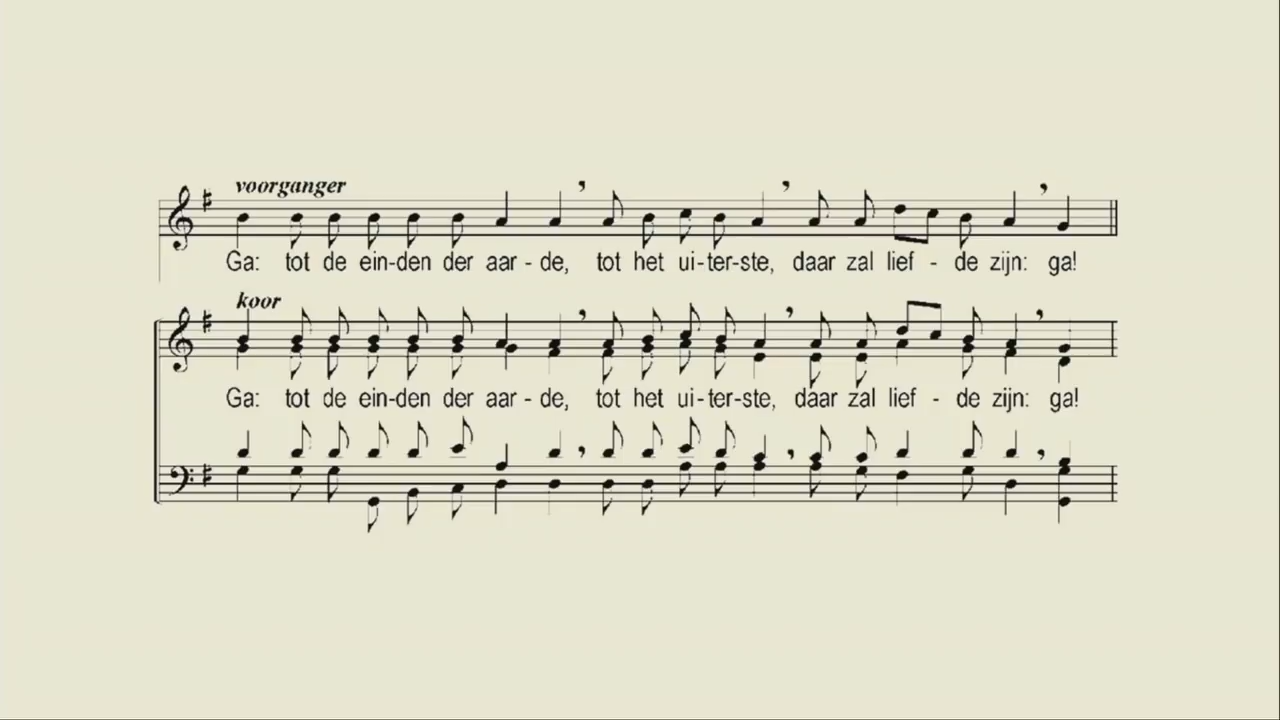 voorganger
Ga: tot de ein-den der aar - de, tot het ui-ter-ste, daar zal lief - de zijn: ga!
koor
Ga: tot de ein-den der aar - de, tot het ui-ter-ste, daar zal lief - de zijn: ga!